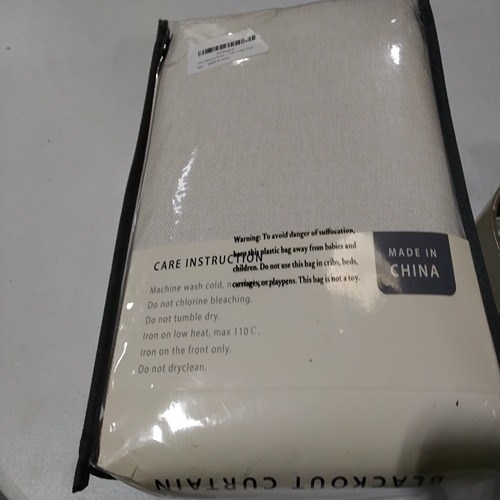 Warning: To avoid danger of suffocation,
this plastic bag away from babies and
children. Do not use this bag in cribs, beds,
carriages, or playpens. This bag is not a toy.
MADE IN
CHINA
CARE INSTRUCTION
Machine wash cold,
Do not chlorine bleaching.
Do not tumble dry.
Iron on low heat, max 110℃.
Iron on the front only.
Do not dryclean.
BLACKOUT CURTAIN